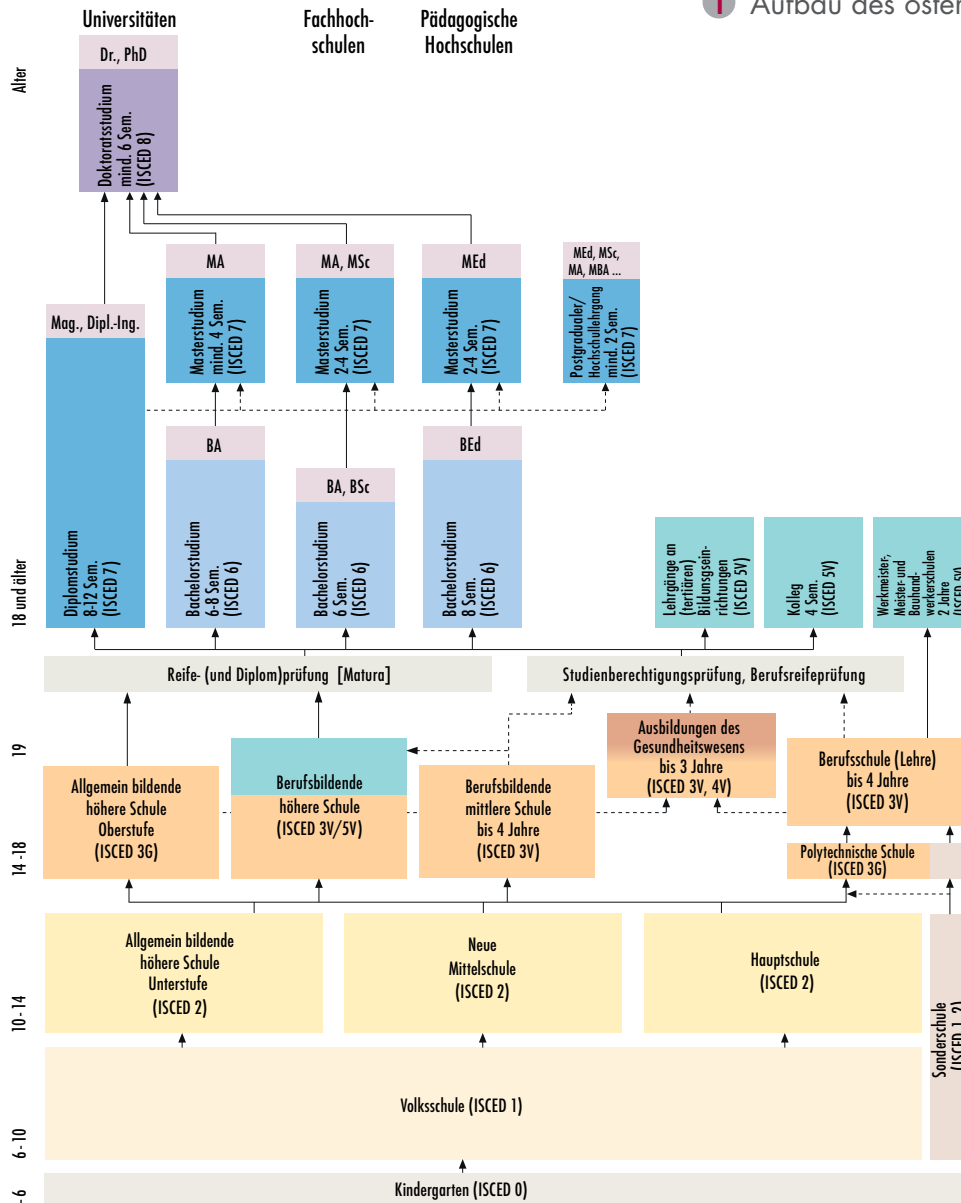 1 Aufbau des öster
Universitäten
Fachhoch-
schulen
Pädagogische
Hochschulen
Alter
Dr., PhD
Doktoratsstudium
mind. 6 Sem.
(ISCED 8)
MA
Masterstudium
mind. 4 Sem.
(ISCED 7)
MA, MSc
Masterstudium
2-4 Sem.
(ISCED 7)
MEd
Masterstudium
2-4 Sem.
(ISCED 7)
MEd, MSc,
MA, MBA ...
Postgradualer/
Hochschullehrgang
mind. 2 Sem.
(ISCED 7)
Mag., Dipl.-Ing.
Diplomstudium
8-12 Sem.
(ISCED 7)
BA
Bachelorstudium
6-8 Sem.
(ISCED 6)
BA, BSc
Bachelorstudium
6 Sem.
(ISCED 6)
BEd
Bachelorstudium
8 Sem.
(ISCED 6)
18 und älter
Lehrgänge an
(tertiären)
Bildungsgsein-
richtungen
(ISCED 5V)
Kolleg
4 Sem.
(ISCED 5V)
Werkmeister-,
Meister- und
Bauhand-
werkerschulen
2 Jahre
(ISCED 5V)
Reife- (und Diplom)prüfung [Matura]
Studienberechtigungsprüfung, Berufsreifeprüfung
19
14 -18
Allgemein bildende
höhere Schule
Oberstufe
(ISCED 3G)
Berufsbildende
höhere Schule
(ISCED 3V/5V)
Berufsbildende
mittlere Schule
bis 4 Jahre
(ISCED 3V)
Ausbildungen des
Gesundheitswesens
bis 3 Jahre
(ISCED 3V, 4V)
Berufsschule (Lehre)
bis 4 Jahre
(ISCED 3V)
Polytechnische Schule
(ISCED 3G)
10 - 14
Allgemein bildende
höhere Schule
Unterstufe
(ISCED 2)
Neue
Mittelschule
(ISCED 2)
Hauptschule
(ISCED 2)
Sonderschule
(ISCED 1, 2)
6 - 10
Volksschule (ISCED 1)
- 6
Kindergarten (ISCED 0)